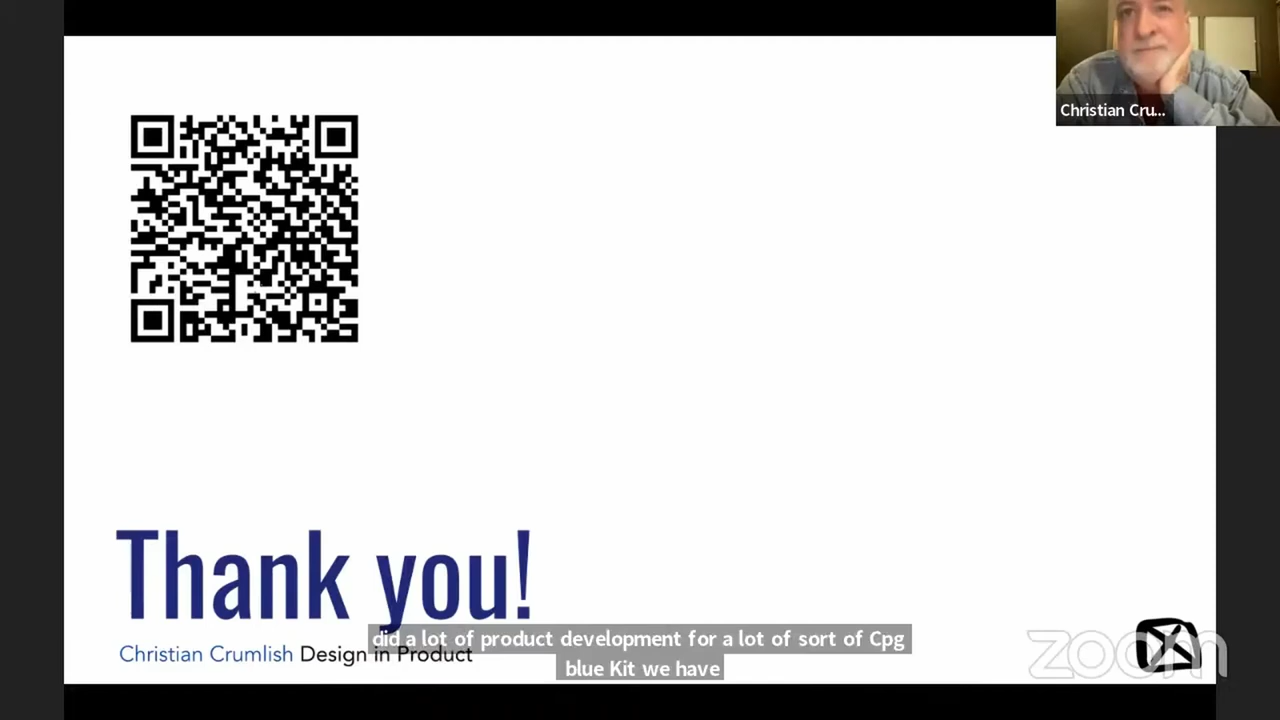 Christian Cru...
Thank you!
Christian Crumlish Design in Product
did a lot of product development for a lot of sort of Cpg
blue Kit we have
zoom